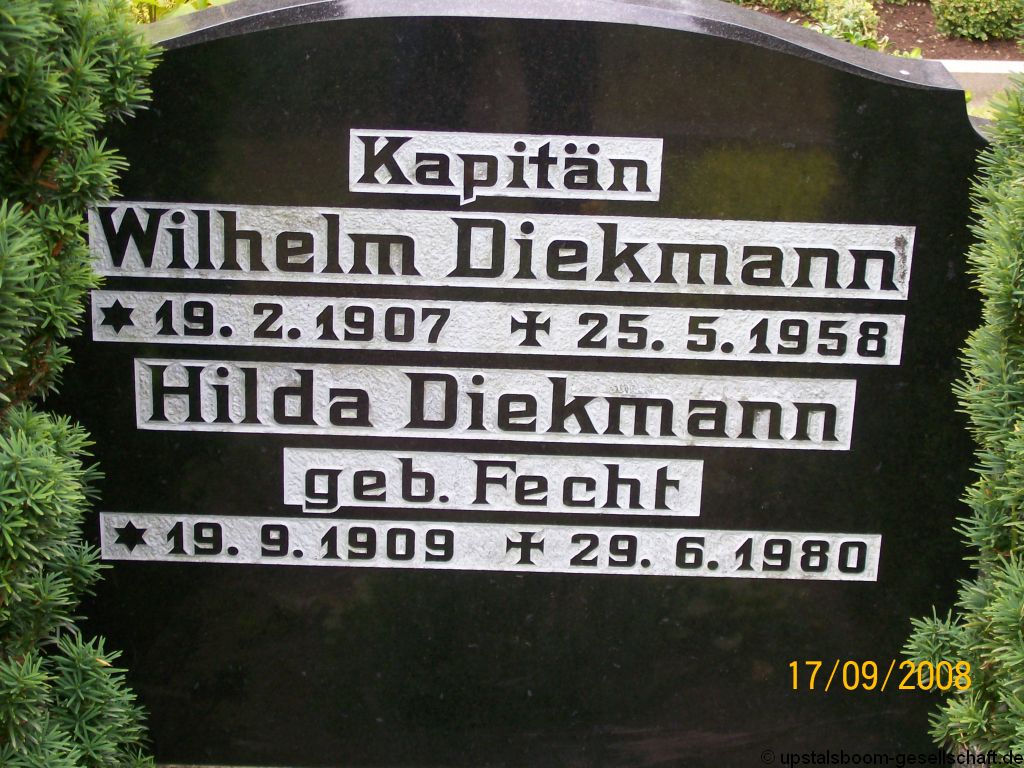 Kapitän
Wilhelm Diekmann
✶ 19. 2. 1907 ✠ 25. 5. 1958
Hilda Diekmann
geb. Fecht
✶ 19. 9. 1909 ✠ 29. 6. 1980
17/09/2008
© upstalsboom-gesellschaft.de